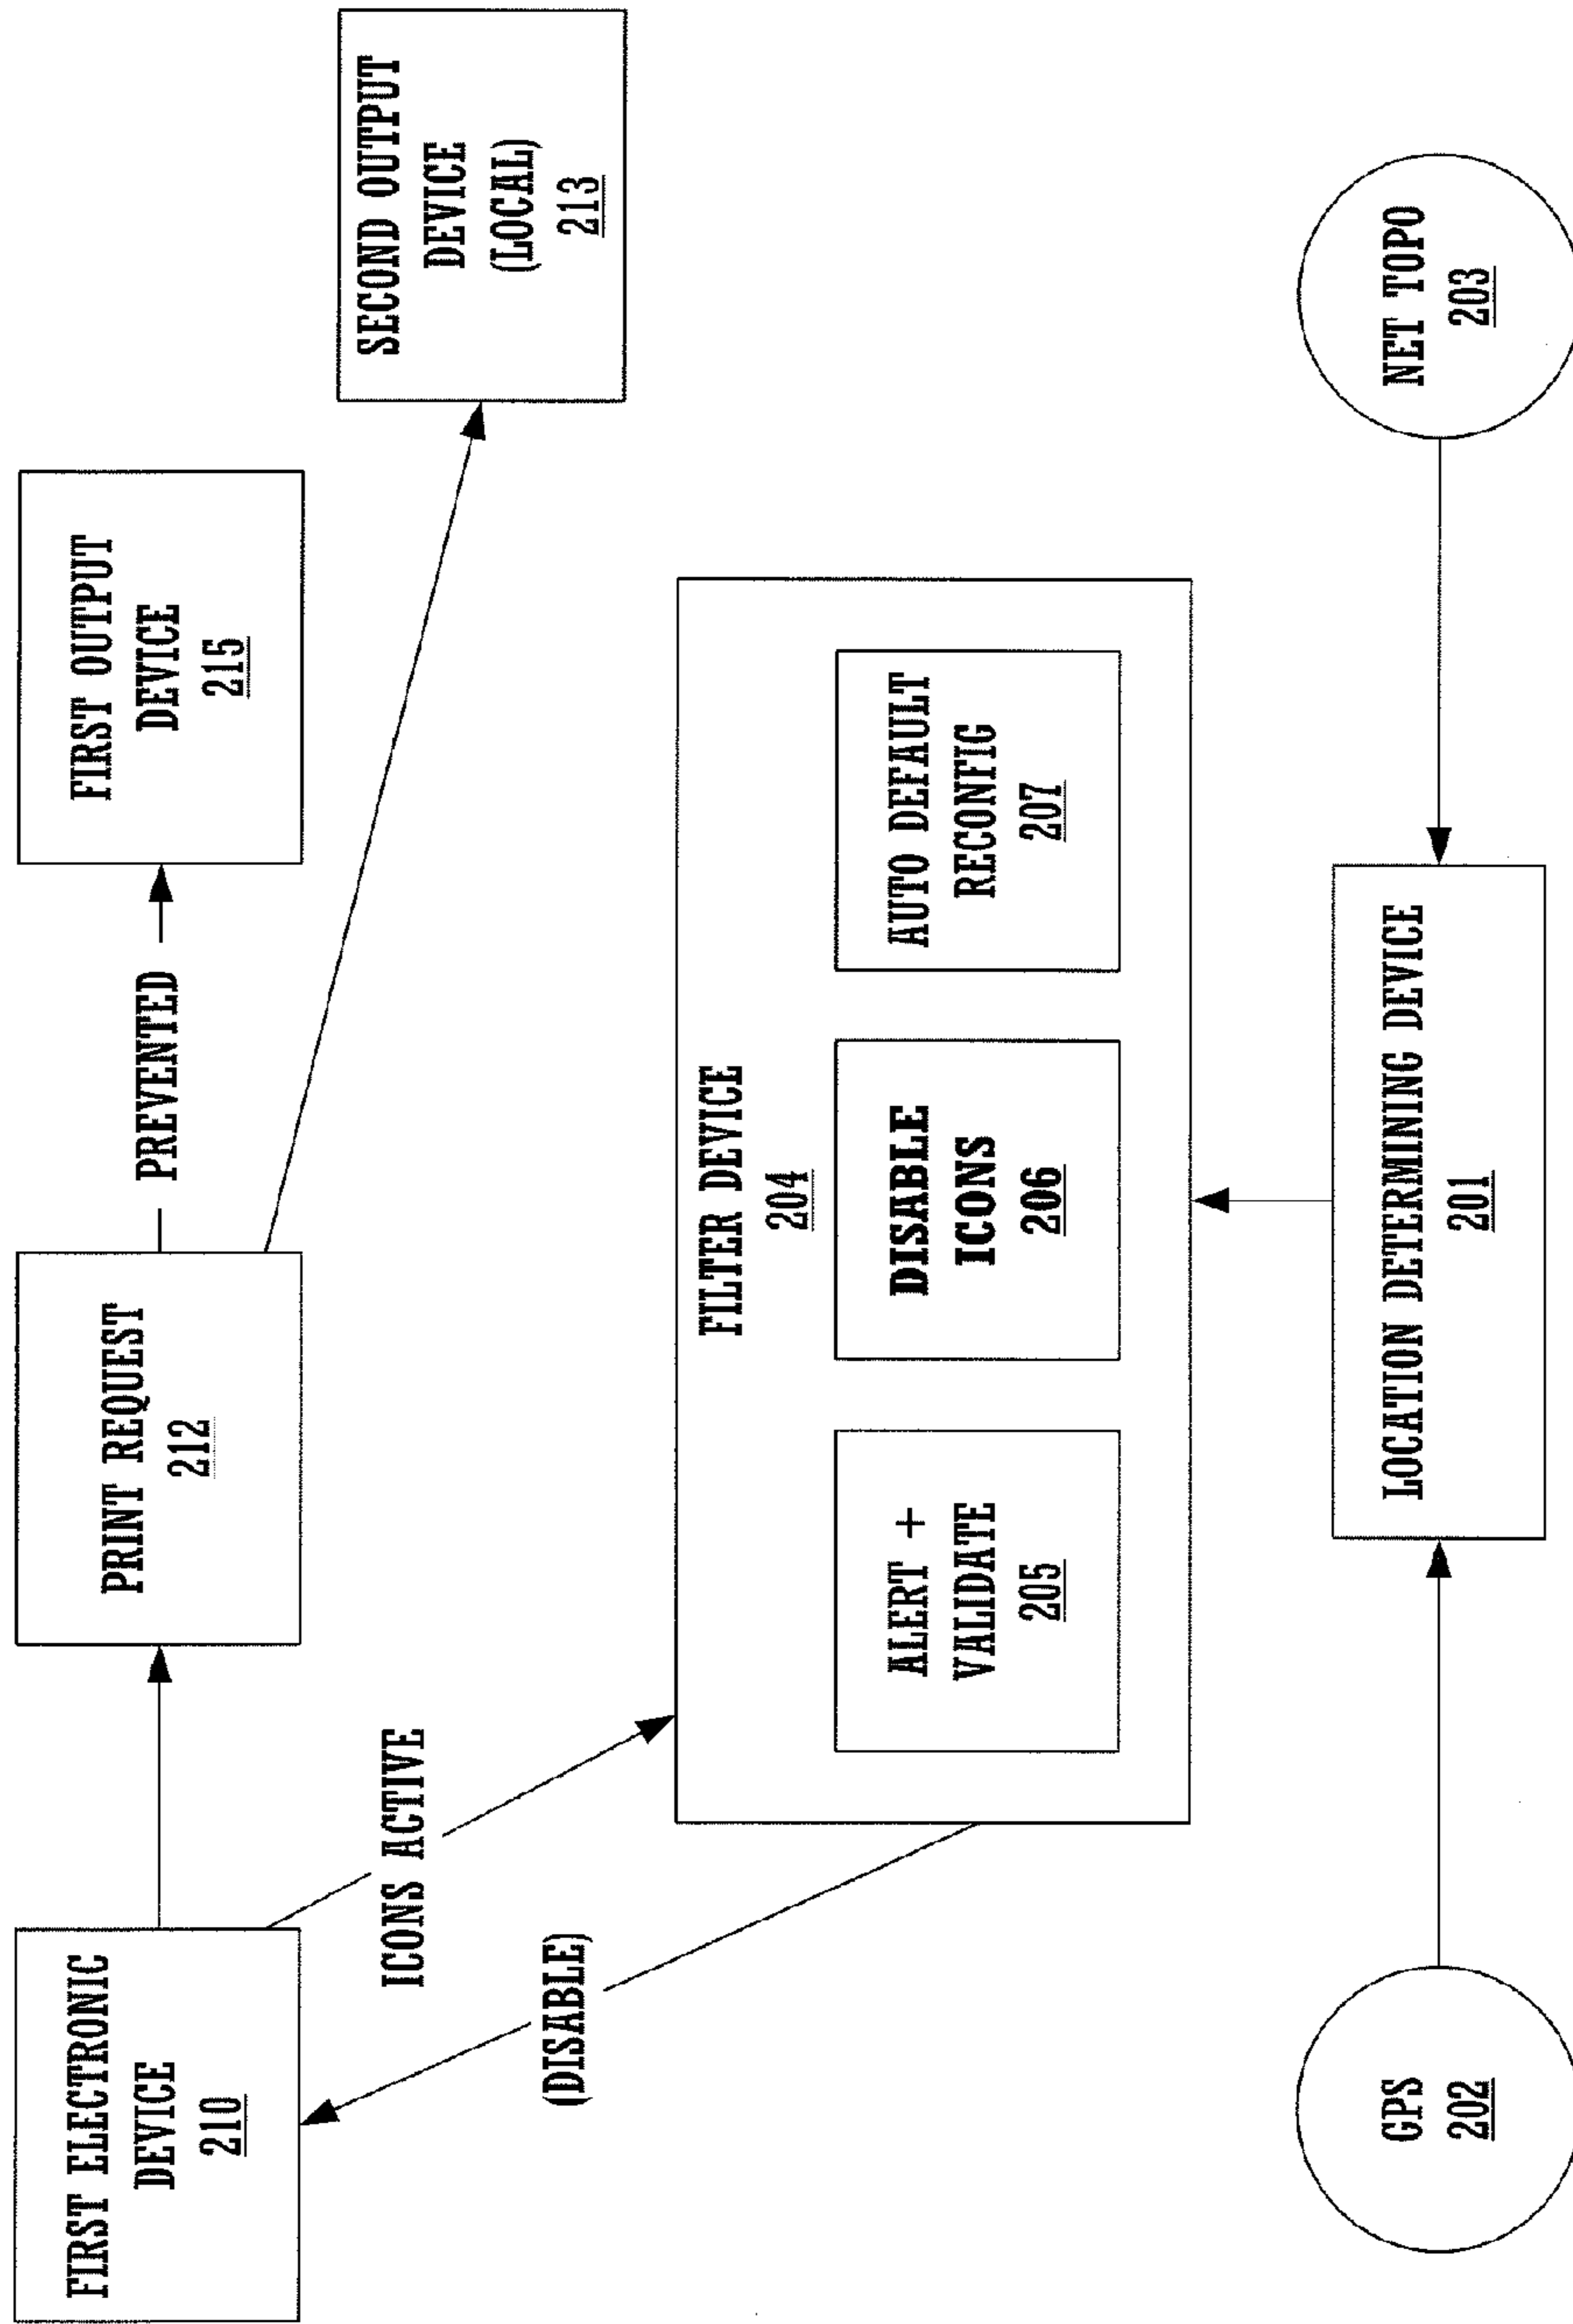 FIRST ELECTRONIC
DEVICE
210
PRINT REQUEST
212
PREVENTED
FIRST OUTPUT
DEVICE
215
SECOND OUTPUT
DEVICE
(LOCAL)
213
ICONS ACTIVE
(DISABLE)
FILTER DEVICE
204
ALERT +
VALIDATE
205
DISABLE
ICONS
206
AUTO DEFAULT
RECONFIG
207
GPS
202
LOCATION DETERMINING DEVICE
201
NET TOPO
203